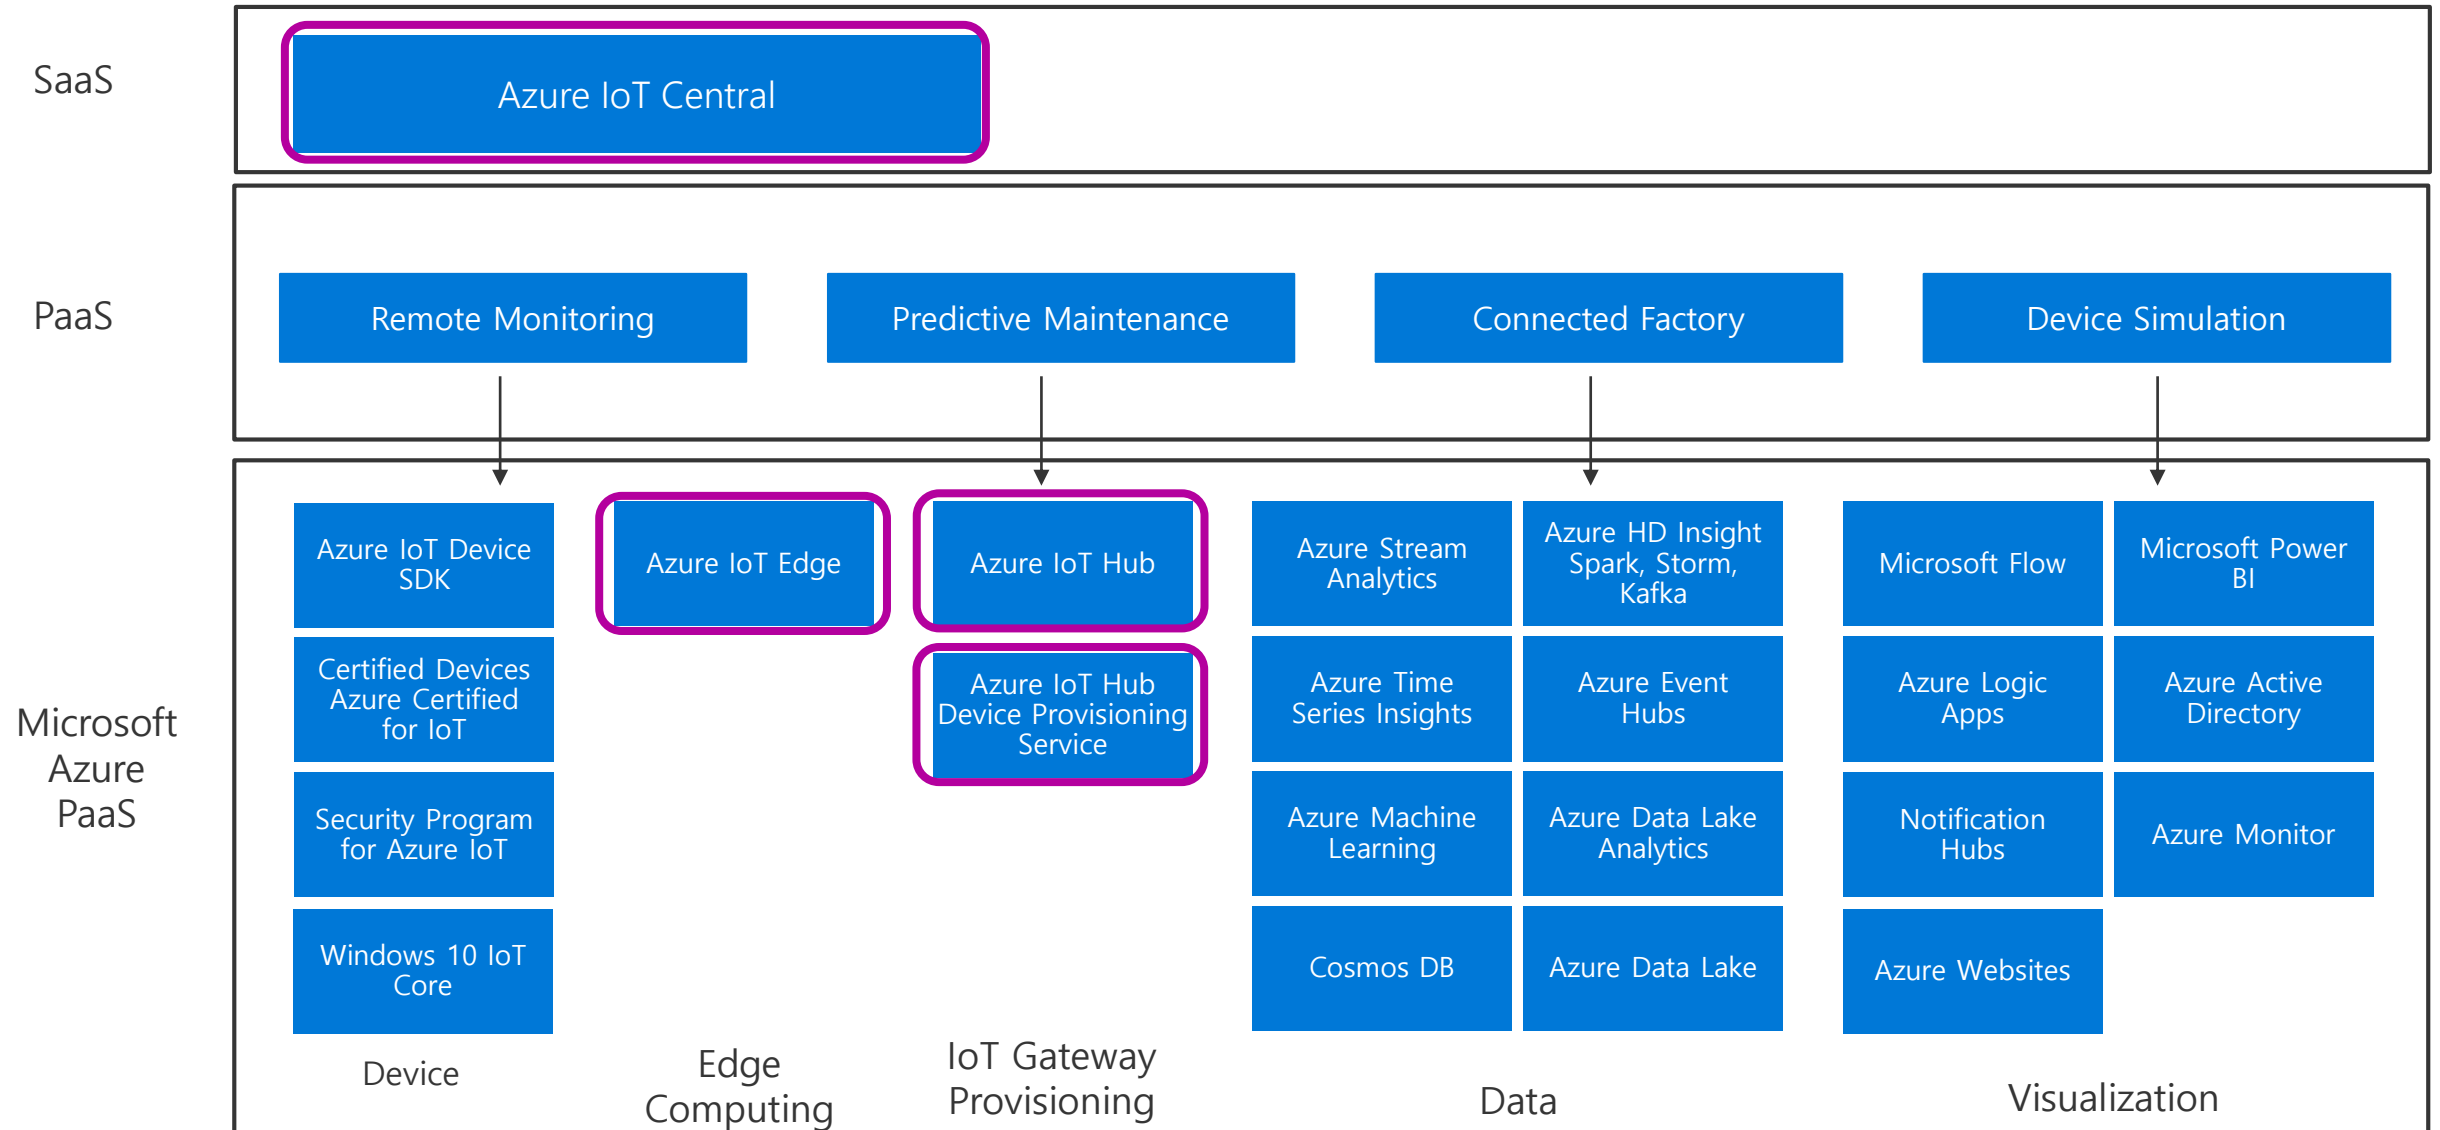 SaaS
Azure IoT Central
PaaS
Remote Monitoring
Predictive Maintenance
Connected Factory
Device Simulation
Microsoft
Azure
PaaS
Azure IoT Device
SDK
Certified Devices
Azure Certified
for IoT
Security Program
for Azure IoT
Windows 10 IoT
Core
Device
Azure IoT Edge
Edge
Computing
Azure IoT Hub
Azure IoT Hub
Device Provisioning
Service
IoT Gateway
Provisioning
Azure Stream
Analytics
Azure HD Insight
Spark, Storm,
Kafka
Azure Time
Series Insights
Azure Event
Hubs
Azure Machine
Learning
Azure Data Lake
Analytics
Cosmos DB
Azure Data Lake
Data
Microsoft Flow
Microsoft Power
BI
Azure Logic
Apps
Azure Active
Directory
Notification
Hubs
Azure Monitor
Azure Websites
Visualization